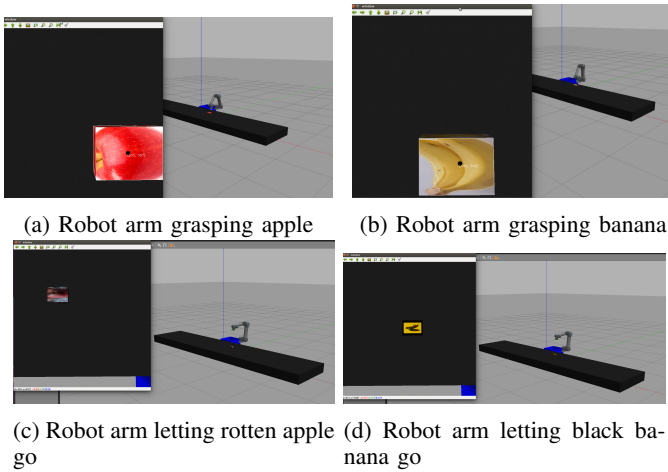 window
(a) Robot arm grasping apple
(b) Robot arm grasping banana
(c) Robot arm letting rotten apple
go
(d) Robot arm letting black ba-
nana go